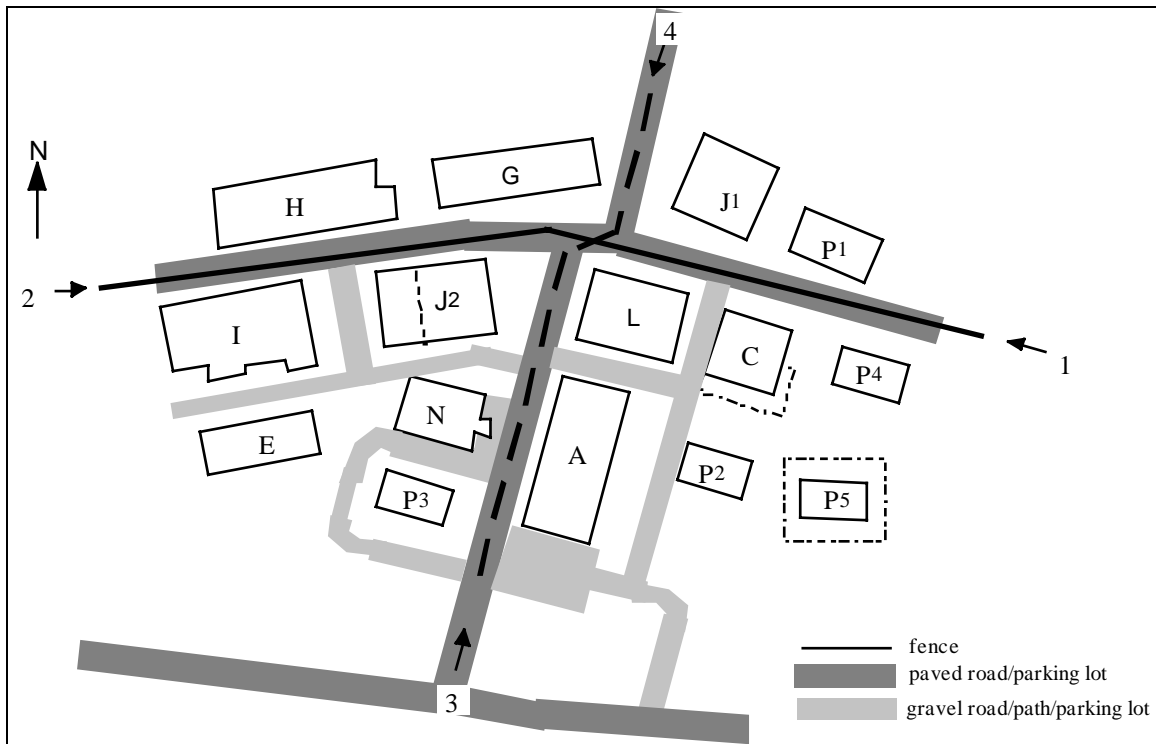 4
N
G
H
J1
P1
2
J2
L
I
C
P4
1
N
E
A
P2
P3
P5
fence
paved road/parking lot
3
gravel road/path/parking lot